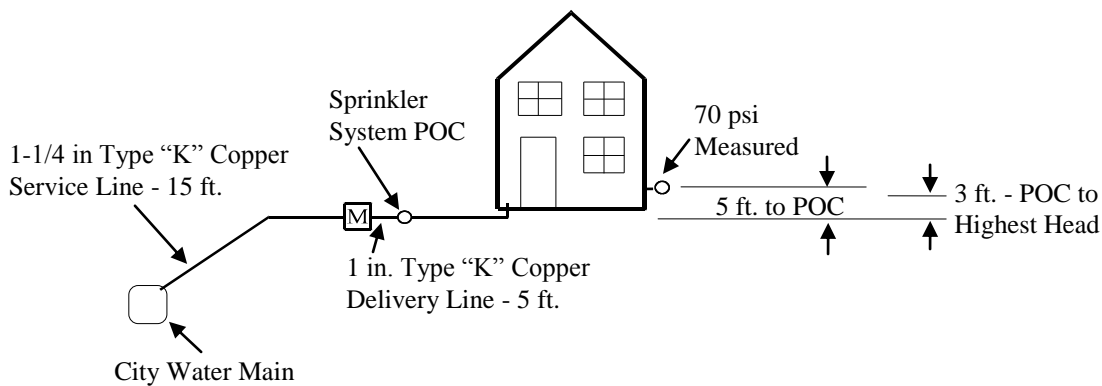 Sprinkler
System POC
70 psi
Measured
1-1/4 in Type “K” Copper
Service Line - 15 ft.
5 ft. to POC
3 ft. - POC to
Highest Head
M
1 in. Type “K” Copper
Delivery Line - 5 ft.
City Water Main